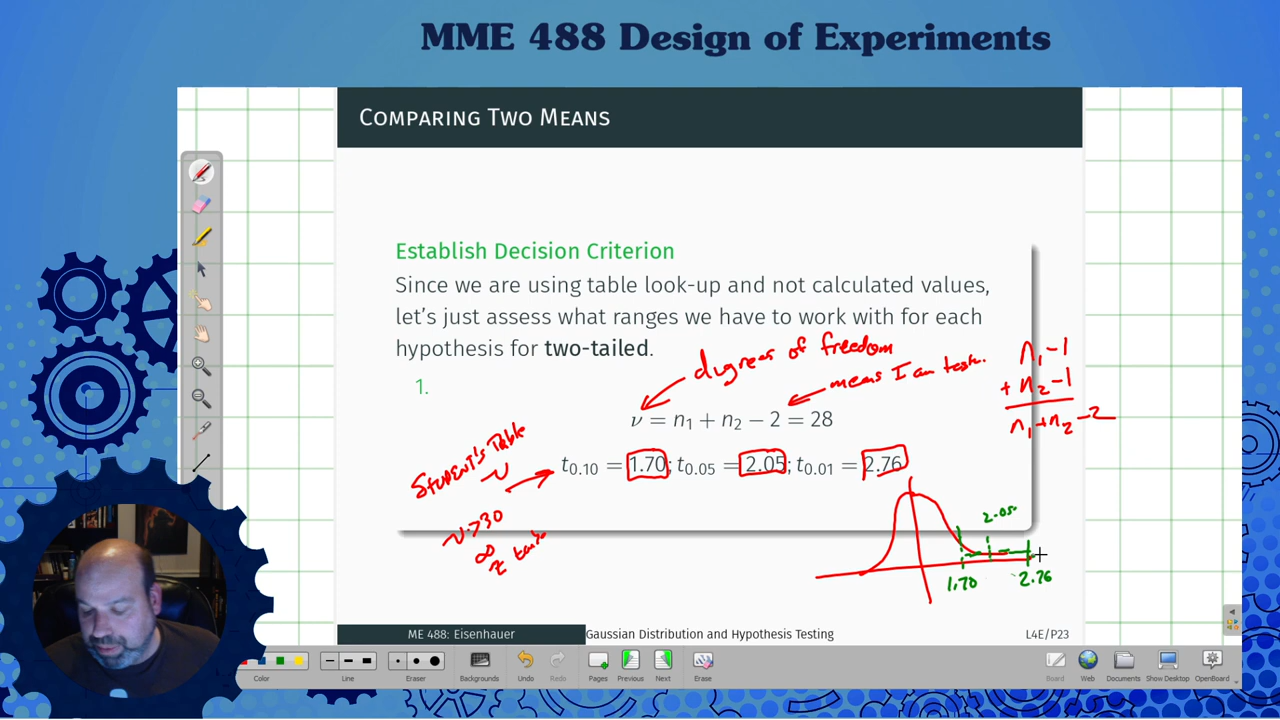 MME 488 Design of Experiments
COMPARING TWO MEANS
Establish Decision Criterion
Since we are using table look-up and not calculated values,
let's just assess what ranges we have to work with for each
hypothesis for two-tailed.
degrees of freedom
means I am
n₁-1
+ n₂-1
n₁+n₂-2
1.
ν = n₁ + n₂ − 2 = 28
STUDENT'S Table
ν
t₀.₁₀ = 1.70; t₀.₀₅ = 2.05; t₀.₀₁ = 2.76
ν>30
∞
z
2.05
1.70
2.76
ME 488: Eisenhauer
Gaussian Distribution and Hypothesis Testing
L4E/P23
Color
Line
Eraser
Backgrounds
Undo
Redo
Pages
Previous
Next
Erase
Board
Web
Documents
Show Desktop
OpenBoard